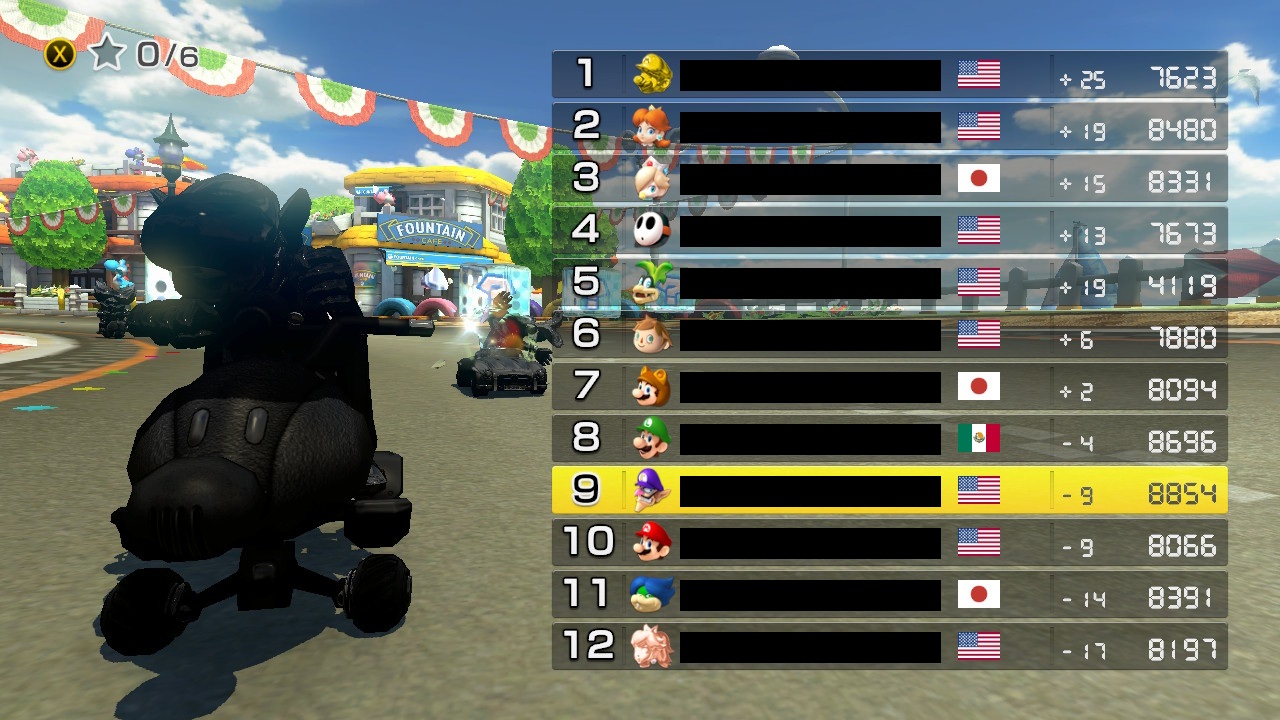 X 0/6
FOUNTAIN
CAFE
1 + 25 7623
2 + 19 8480
3 + 15 8331
4 + 13 7673
5 + 19 4119
6 + 6 7880
7 + 2 8094
8 - 4 8696
9 - 9 8854
10 - 9 8066
11 - 14 8391
12 - 17 8197